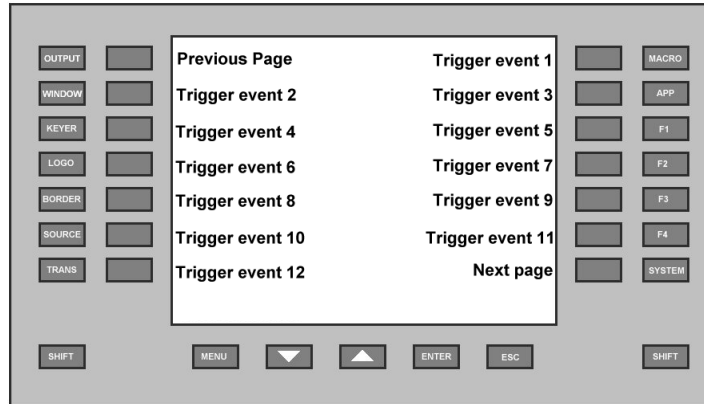 OUTPUT Previous Page Trigger event 1 MACRO
WINDOW Trigger event 2 Trigger event 3 APP
KEYER Trigger event 4 Trigger event 5 F1
LOGO Trigger event 6 Trigger event 7 F2
BORDER Trigger event 8 Trigger event 9 F3
SOURCE Trigger event 10 Trigger event 11 F4
TRANS Trigger event 12 Next page SYSTEM
SHIFT MENU ENTER ESC SHIFT